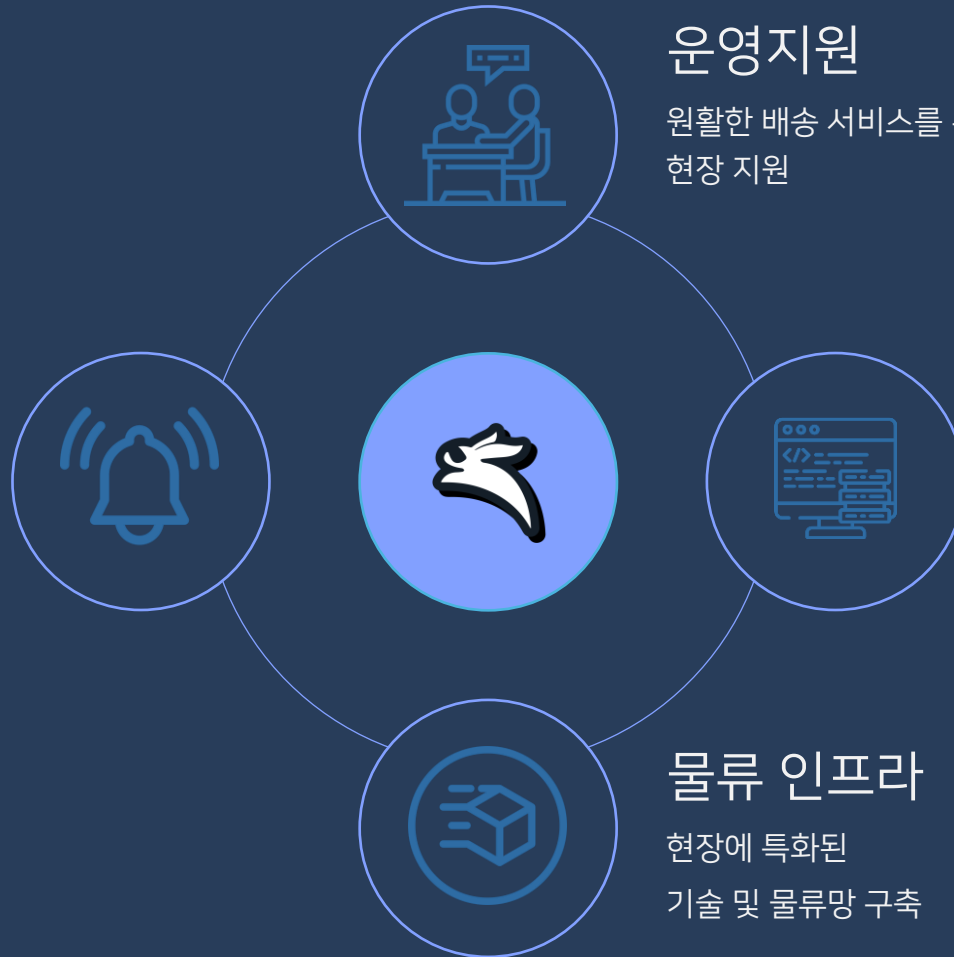 운영지원
원활한 배송 서비스를
현장 지원
물류 인프라
현장에 특화된
기술 및 물류망 구축